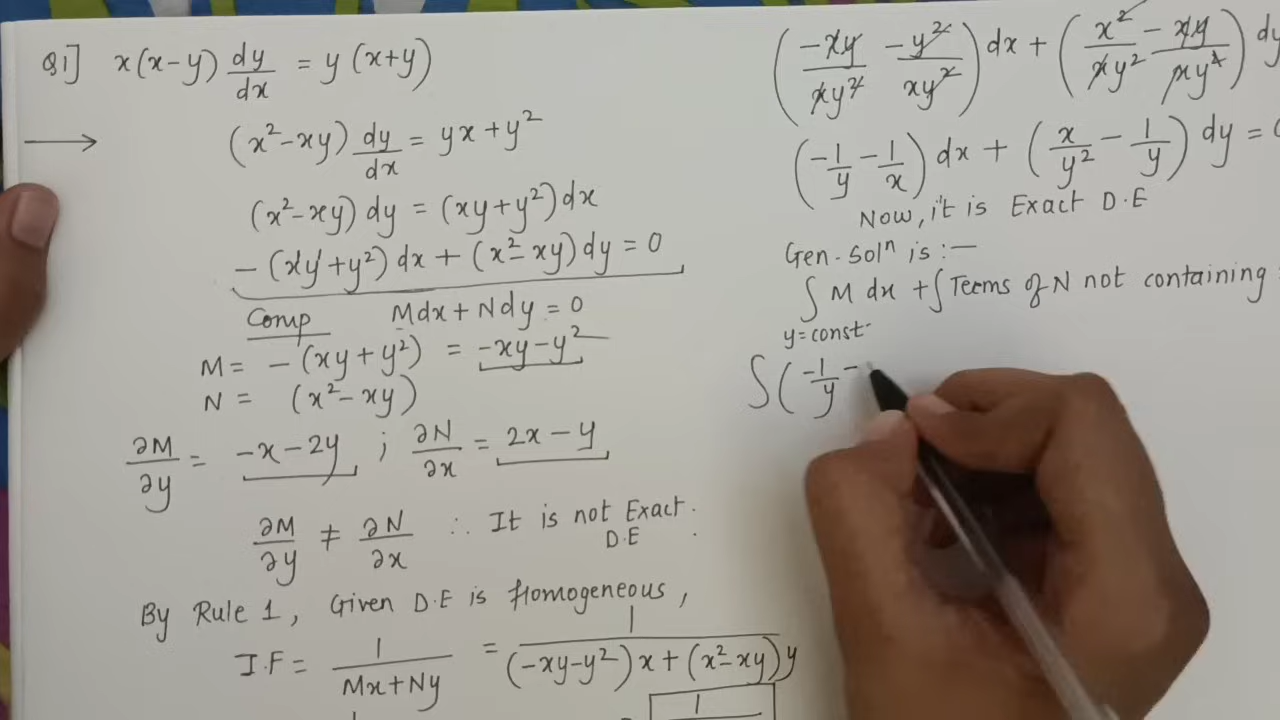 Q1] x(x-y) dy/dx = y (x+y)
(x²-xy) dy/dx = yx+y²
(x²-xy) dy = (xy+y²)dx
-(xy+y²) dx + (x²-xy)dy = 0
Comp Mdx+Ndy = 0
M = -(xy+y²) = -xy-y²
N = (x²-xy)
∂M/∂y = -x-2y ; ∂N/∂x = 2x-y
∂M/∂y ≠ ∂N/∂x ∴ It is not Exact.
D.E
By Rule 1, Given D.E is Homogeneous,
I.F = 1/(Mx+Ny) = 1/((-xy-y²)x+(x²-xy)y)
(-xy/xy² -y²/xy²) dx + (x²/xy² - xy/xy²) dy
(-1/y - 1/x) dx + (x/y² - 1/y) dy =
Now, it is Exact D.E
Gen. Solⁿ is :-
∫ M dx + ∫ Teems of N not containing
y=const
∫ (-1/y -